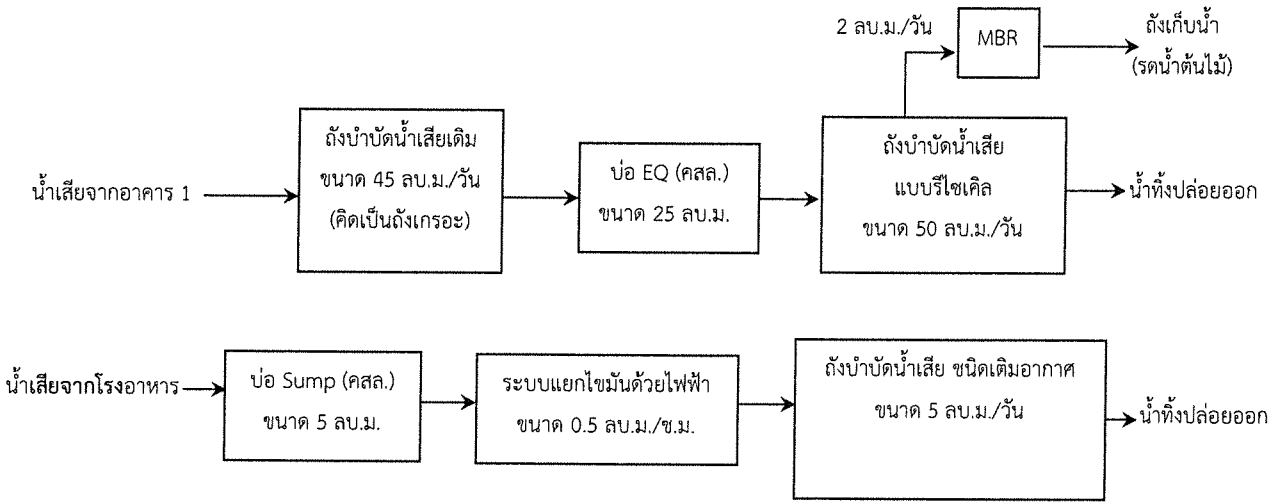 2 ลบ.ม./วัน
MBR
ถังเก็บน้ำ
(รดน้ำต้นไม้)
น้ำเสียจากอาคาร 1
ถังบำบัดน้ำเสียเดิม
ขนาด 45 ลบ.ม./วัน
(คิดเป็นถังเกรอะ)
บ่อ EQ (คสล.)
ขนาด 25 ลบ.ม.
ถังบำบัดน้ำเสีย
แบบรีไซเคิล
ขนาด 50 ลบ.ม./วัน
น้ำทิ้งปล่อยออก
น้ำเสียจากโรงอาหาร
บ่อ Sump (คสล.)
ขนาด 5 ลบ.ม.
ระบบแยกไขมันด้วยไฟฟ้า
ขนาด 0.5 ลบ.ม./ช.ม.
ถังบำบัดน้ำเสีย ชนิดเติมอากาศ
ขนาด 5 ลบ.ม./วัน
น้ำทิ้งปล่อยออก